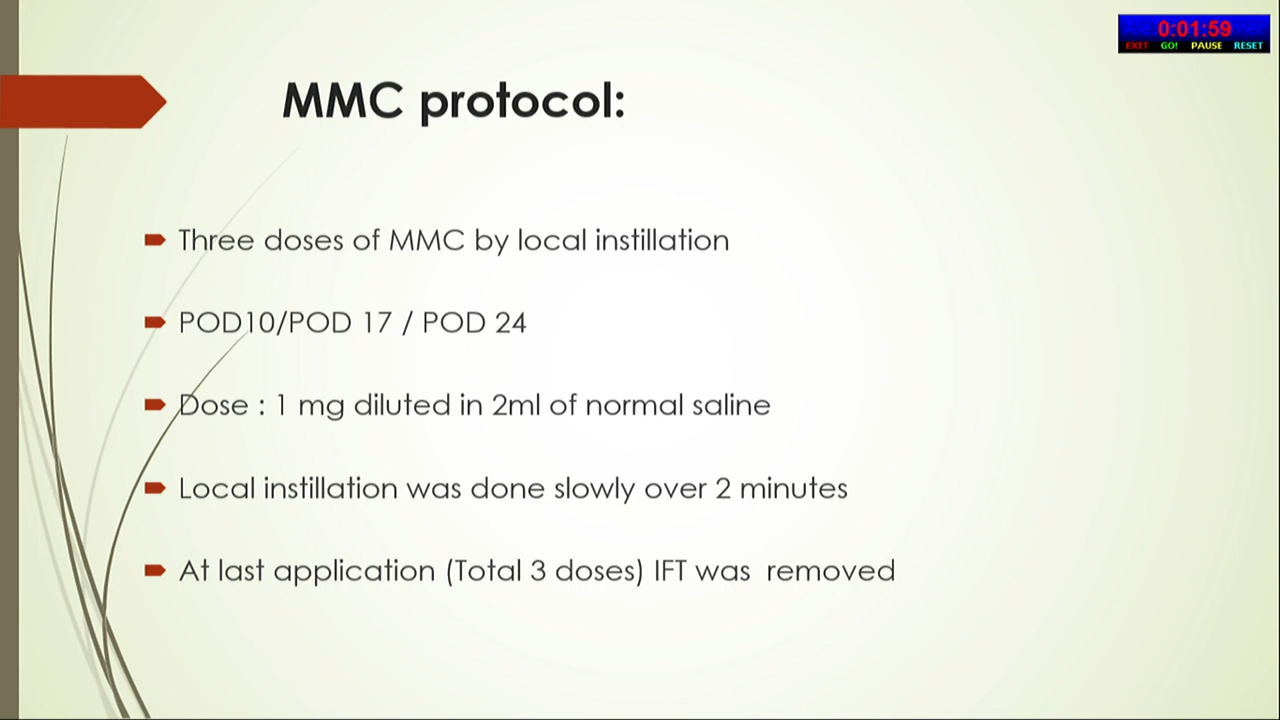 0:01:59
EXIT GO! PAUSE RESET
MMC protocol:
Three doses of MMC by local instillation
POD10/POD 17 / POD 24
Dose : 1 mg diluted in 2ml of normal saline
Local instillation was done slowly over 2 minutes
At last application (Total 3 doses) IFT was  removed